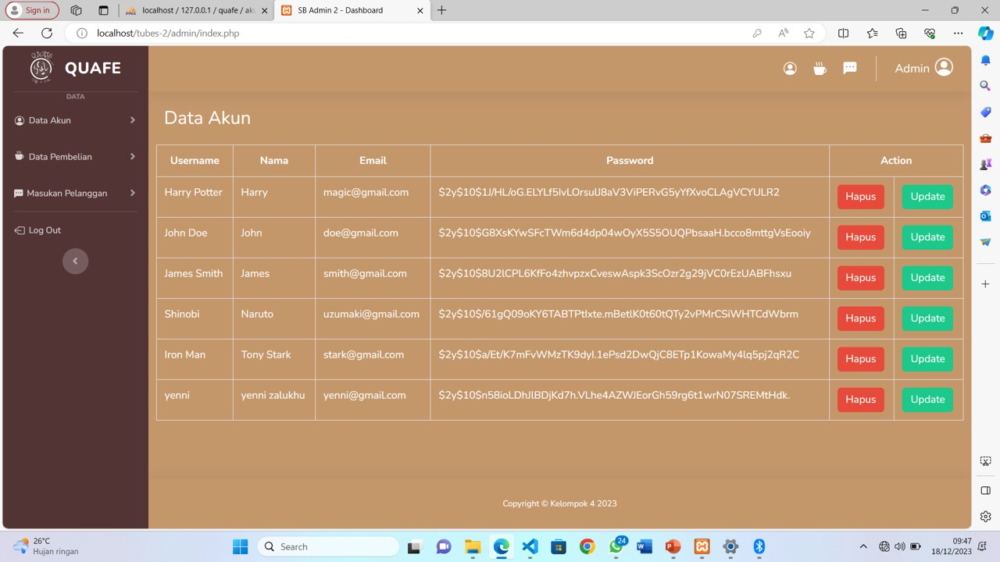 Sign in
localhost / 127.0.0.1 / quafe / aku
SB Admin 2 - Dashboard
localhost/tubes-2/admin/index.php
QUAFE
Admin
DATA
Data Akun
Data Pembelian
Masukan Pelanggan
Log Out
Data Akun
Username Nama Email Password Action
Harry Potter Harry magic@gmail.com $2y$10$1J/HL/oG.ELYLf5IvLOrsulJ8aV3ViPERvG5yYfXvoCLAgVCYULR2 Hapus Update
John Doe John doe@gmail.com $2y$10$G8XsKYwSFcTWm6d4dp04wOyX5S5OUQPbsaaH.bcco8mttgVsEooiy Hapus Update
James Smith James smith@gmail.com $2y$10$8U2lCPL6KfFo4zhvpzxCveswAspk3ScOzr2g29jVC0rEzUABFhsxu Hapus Update
Shinobi Naruto uzumaki@gmail.com $2y$10$/61gQ09oKY6TABTPtIxte.mBetlK0t60tQTy2vPMrCSiWHTCdWbrm Hapus Update
Iron Man Tony Stark stark@gmail.com $2y$10$a/Et/K7mFvWMzTK9dyI.1ePsd2DwQjC8ETp1KowaMy4lq5pj2qR2C Hapus Update
yenni yenni zalukhu yenni@gmail.com $2y$10$n58ioLDhJlBDjKd7h.VLhe4AZWJEorGh59rg6t1wrN07SREMtHdk. Hapus Update
Copyright © Kelompok 4 2023
26°C
Hujan ringan
Search
24
09:47
18/12/2023